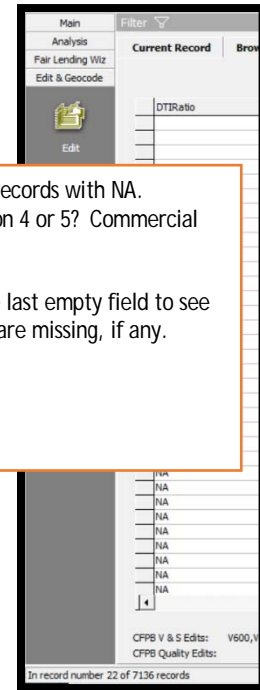 Main
Analysis
Fair Lending Wiz
Edit & Geocode
Edit
Filter
Current Record Brow
DTIRatio
ecords with NA.
on 4 or 5? Commercial
last empty field to see
are missing, if any.
NA
NA
NA
NA
NA
NA
NA
NA
NA
CFPB V & S Edits: V600,V
CFPB Quality Edits:
In record number 22 of 7136 records